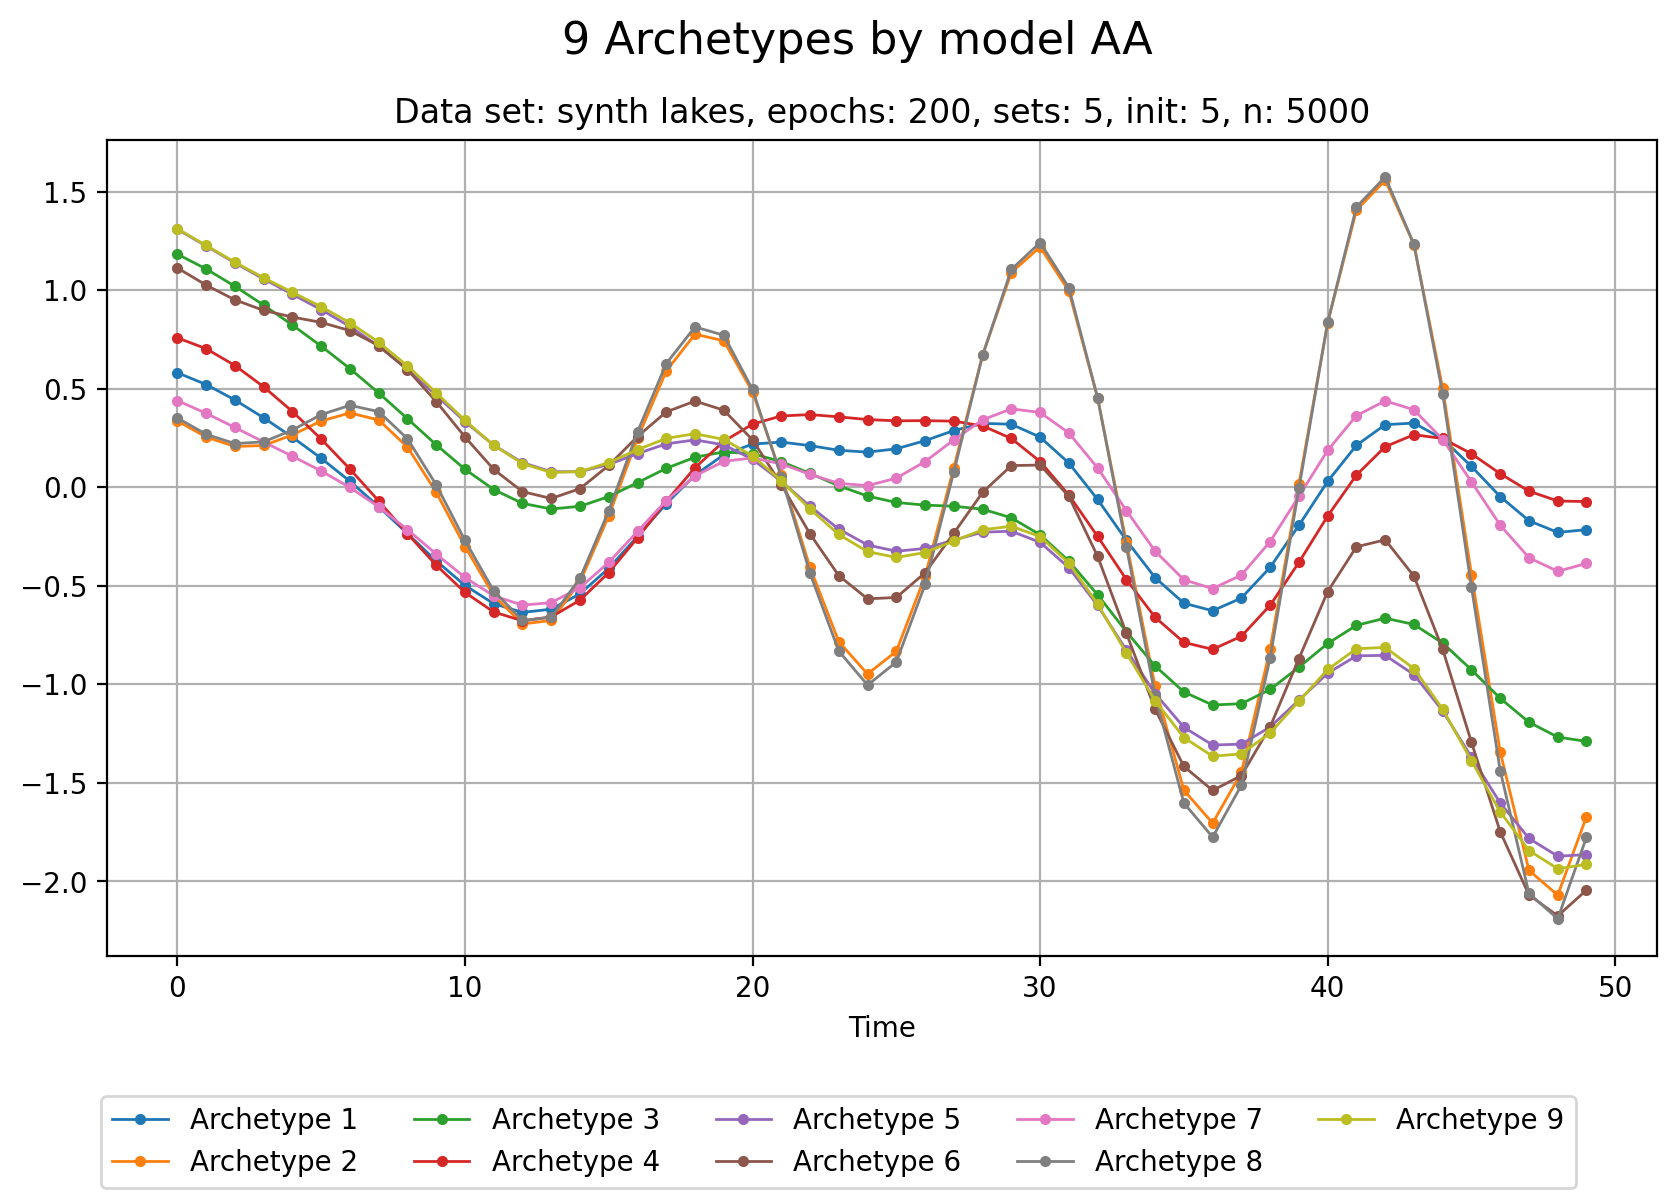 9 Archetypes by model AA
Data set: synth lakes, epochs: 200, sets: 5, init: 5, n: 5000
1.5
1.0
0.5
0.0
−0.5
−1.0
−1.5
−2.0
0 10 20 30 40 50
Time
Archetype 1 Archetype 3 Archetype 5 Archetype 7 Archetype 9
Archetype 2 Archetype 4 Archetype 6 Archetype 8